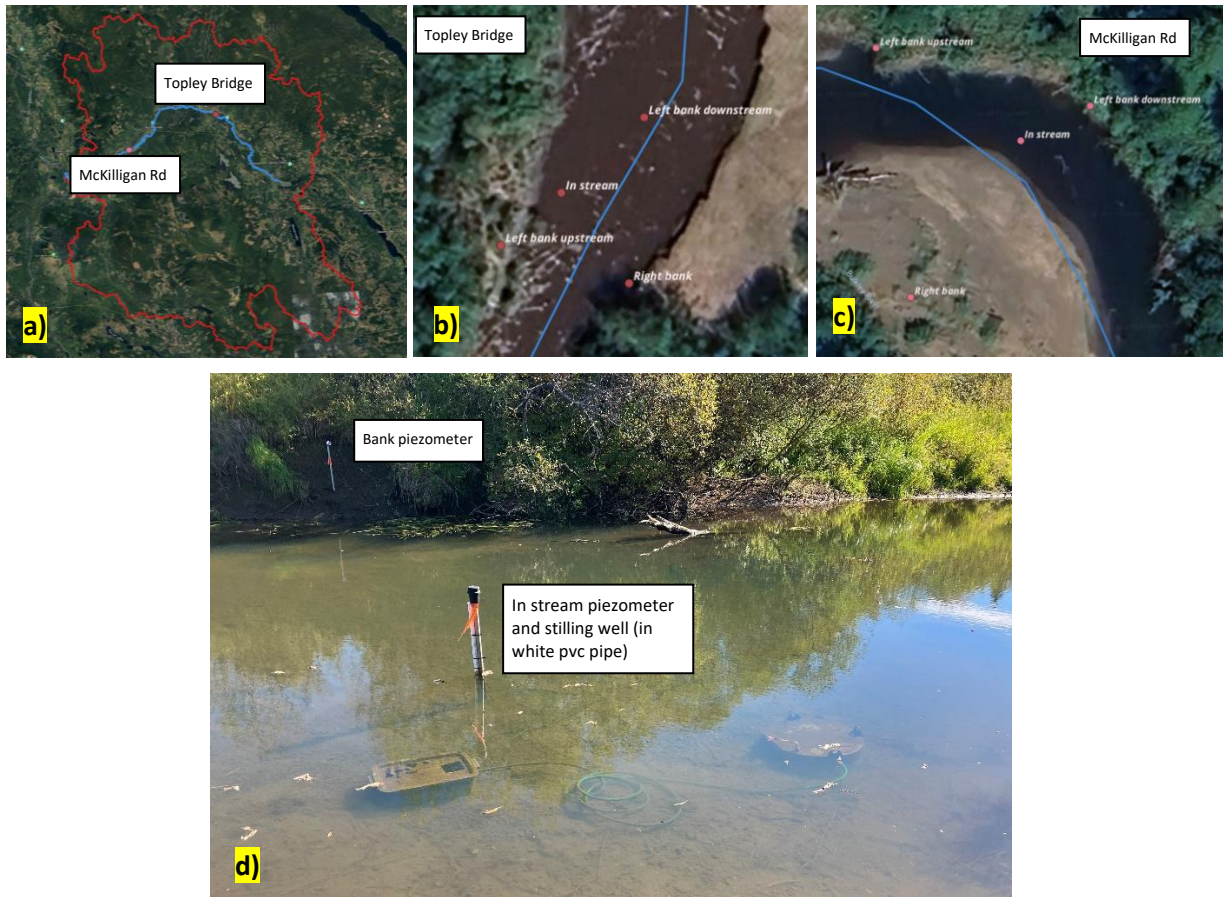 Topley Bridge
McKilligan Rd
a)
Topley Bridge
Left bank downstream
In stream
Left bank upstream
Right bank
b)
McKilligan Rd
Left bank upstream
Left bank downstream
In stream
Right bank
c)
Bank piezometer
In stream piezometer
and stilling well (in
white pvc pipe)
d)